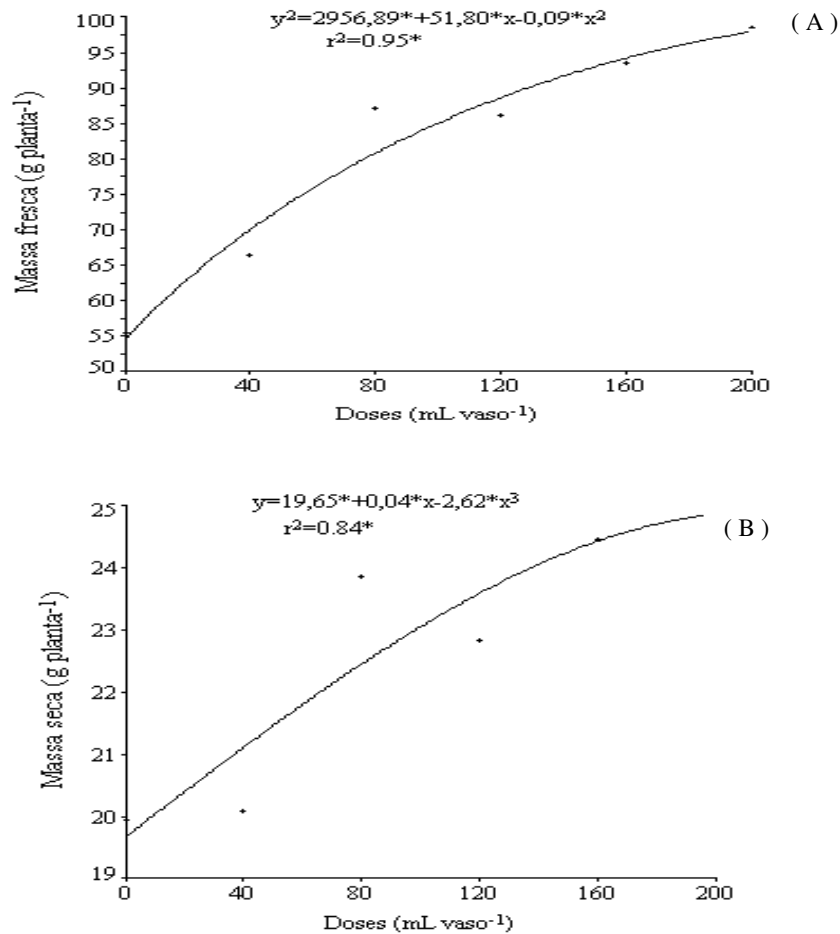 y²=2956,89*+51,80*x-0,09*x²
r²=0.95*
( A )
Massa fresca (g planta-¹)
100
95
90
85
80
75
70
65
60
55
50
0 40 80 120 160 200
Doses (mL vaso-¹)
y=19,65*+0,04*x-2,62*x³
r²=0.84*
( B )
Massa seca (g planta-¹)
25
24
23
22
21
20
19
0 40 80 120 160 200
Doses (mL vaso-¹)